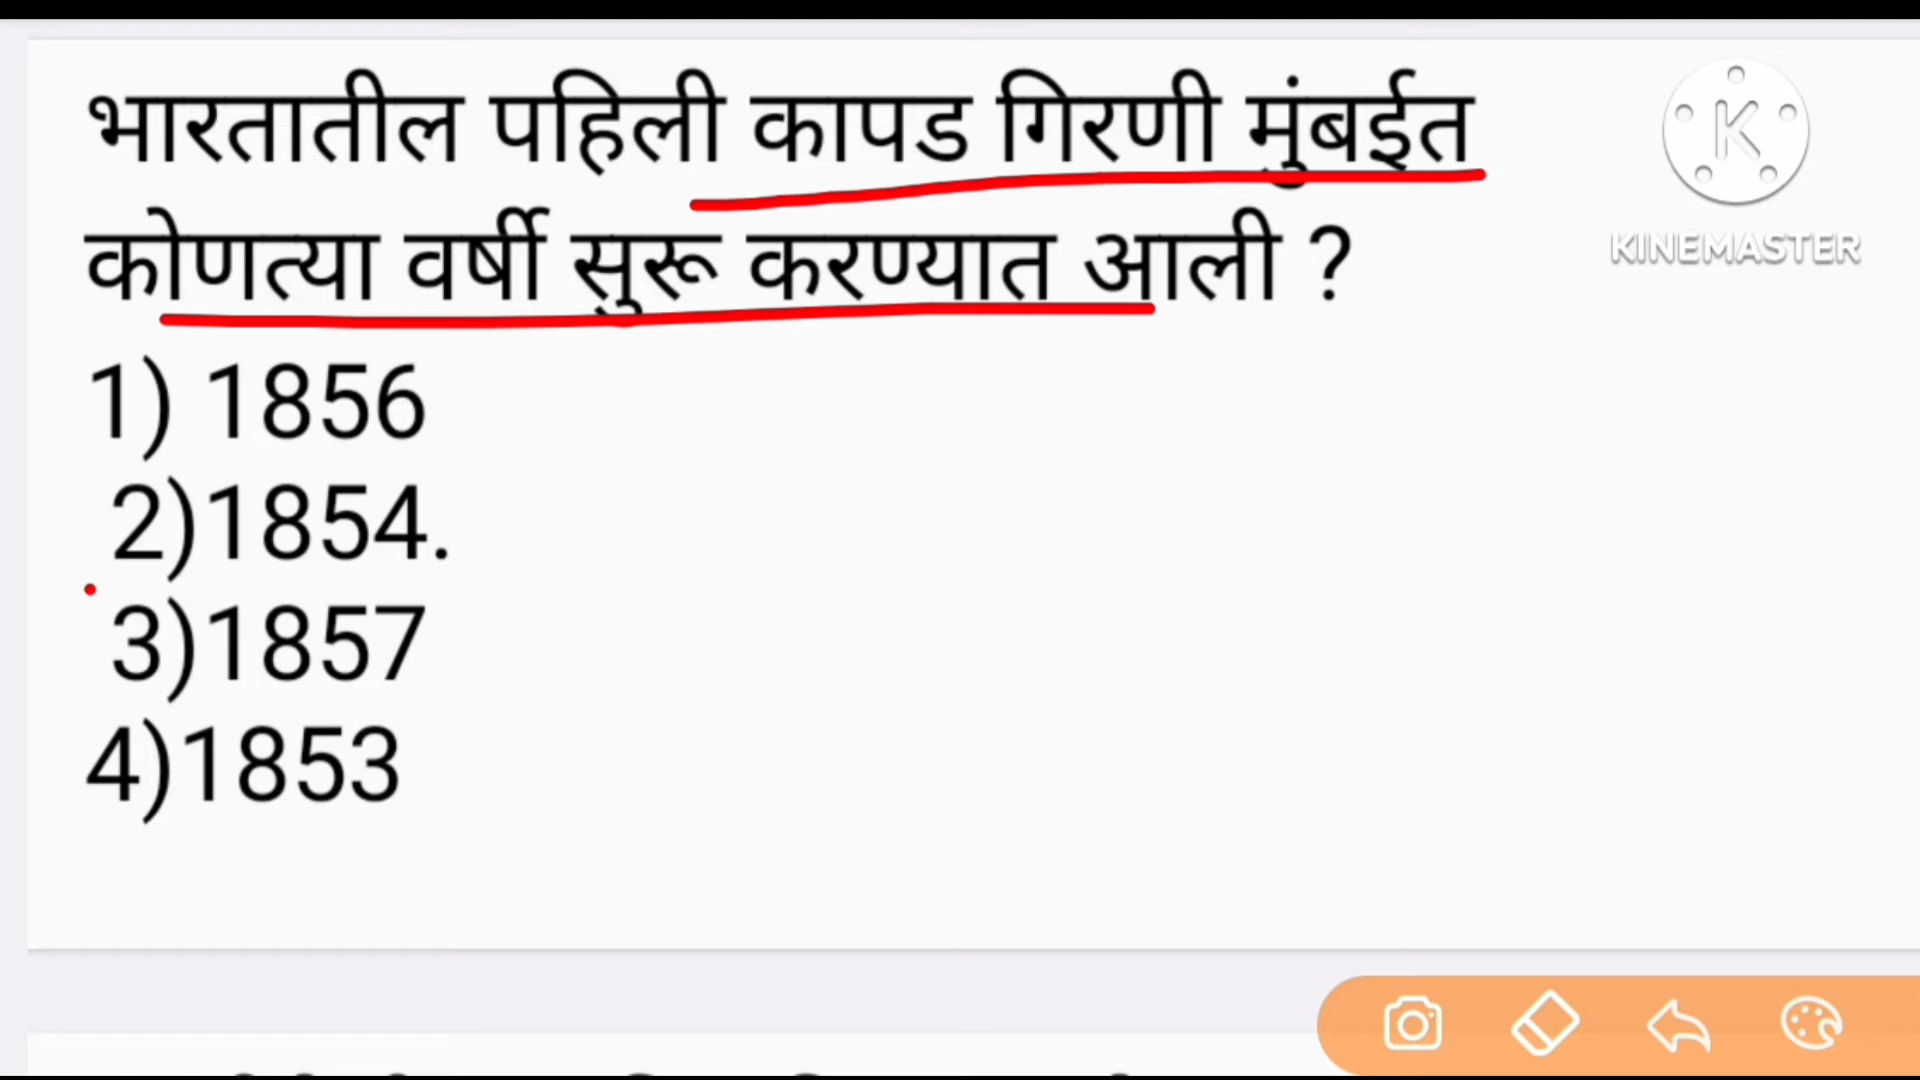 भारतातील पहिली कापड गिरणी मुंबईत
कोणत्या वर्षी सुरू करण्यात आली ?
1) 1856
2)1854.
3)1857
4)1853
K
KINEMASTER